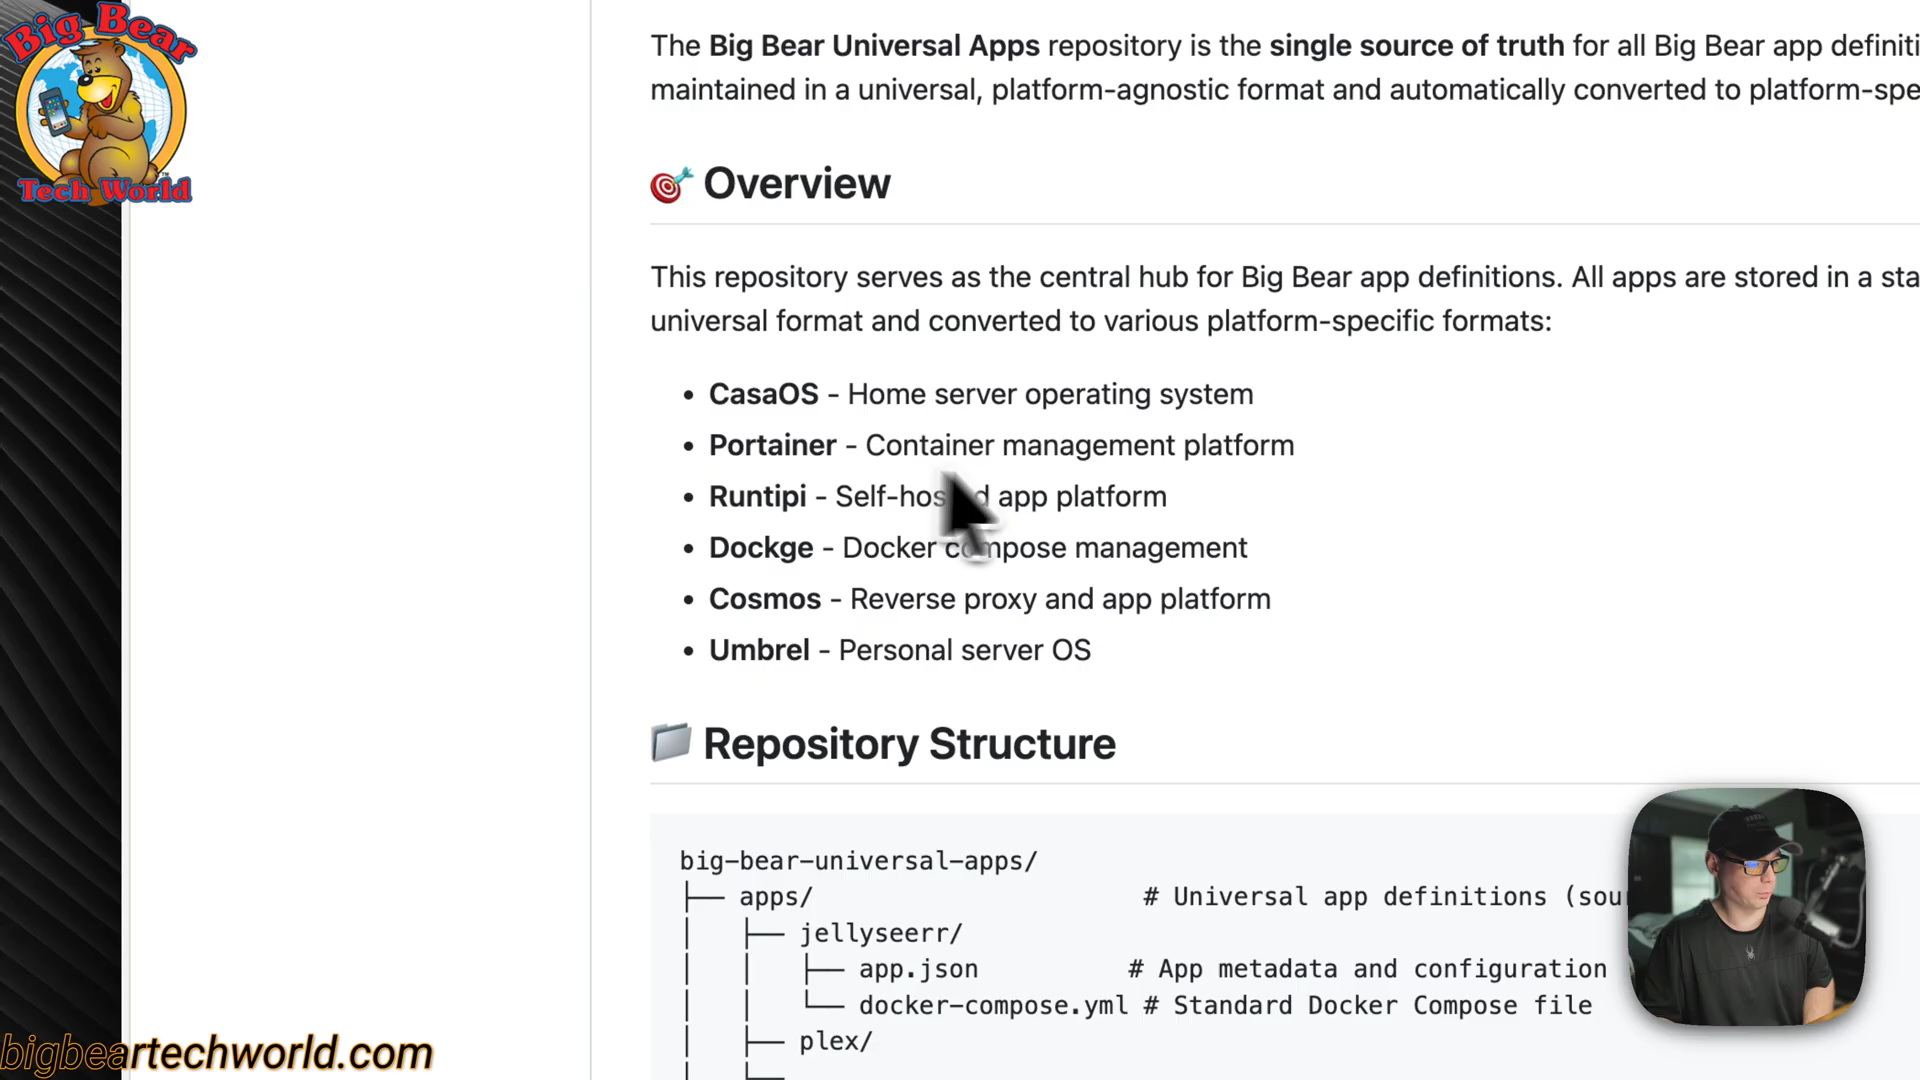 Big Bear
Tech World
The Big Bear Universal Apps repository is the single source of truth for all Big Bear app definiti
maintained in a universal, platform-agnostic format and automatically converted to platform-spe
Overview
This repository serves as the central hub for Big Bear app definitions. All apps are stored in a sta
universal format and converted to various platform-specific formats:
• CasaOS - Home server operating system
• Portainer - Container management platform
• Runtipi - Self-hosted app platform
• Dockge - Docker compose management
• Cosmos - Reverse proxy and app platform
• Umbrel - Personal server OS
Repository Structure
big-bear-universal-apps/
├── apps/ # Universal app definitions (sou
│ ├── jellyseerr/
│ │ ├── app.json # App metadata and configuration
│ │ └── docker-compose.yml # Standard Docker Compose file
│ ├── plex/
bigbeartechworld.com